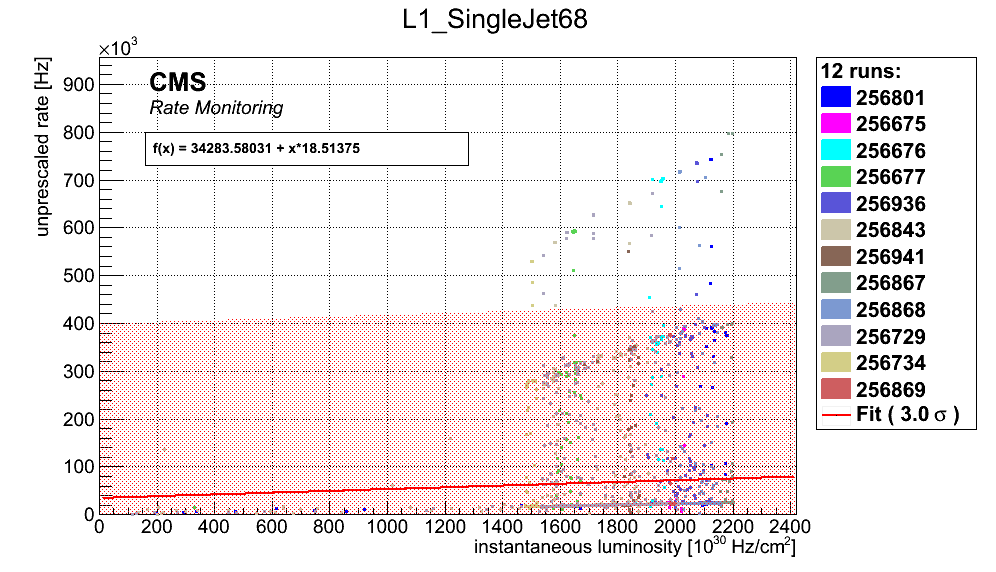 L1_SingleJet68
×10³
unprescaled rate [Hz]
CMS
Rate Monitoring
f(x) = 34283.58031 + x*18.51375
900
800
700
600
500
400
300
200
100
0
0 200 400 600 800 1000 1200 1400 1600 1800 2000 2200 2400
instantaneous luminosity [10³⁰ Hz/cm²]
12 runs:
256801
256675
256676
256677
256936
256843
256941
256867
256868
256729
256734
256869
Fit ( 3.0 σ )